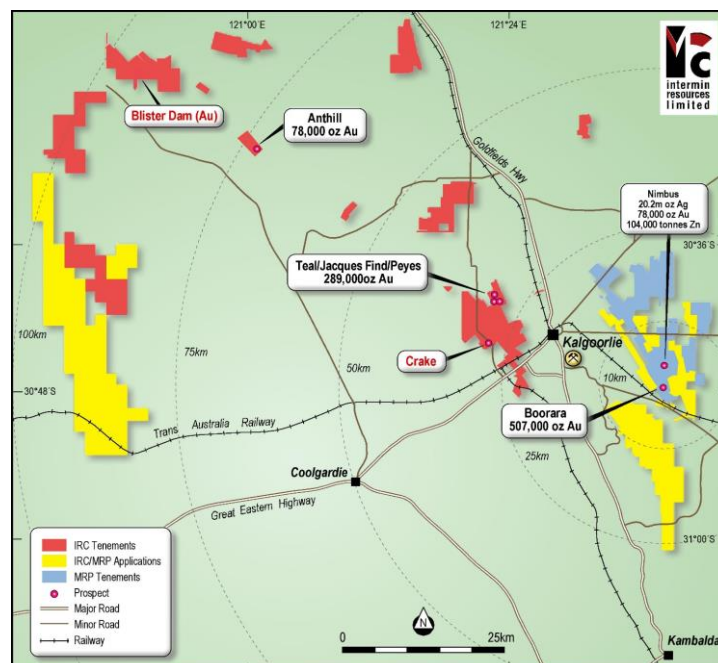 121°00´E
121°24´E
intermin
resources
limited
Blister Dam (Au)
Anthill
78,000 oz Au
Goldfields Hwy
Nimbus
20.2m oz Ag
78,000 oz Au
104,000 tonnes Zn
30°36´S
Teal/Jacques Find/Peyes
289,000oz Au
100km
75km
50km
Kalgoorlie
Crake
10km
30°48´S
Trans Australia Railway
Boorara
507,000 oz Au
25km
Coolgardie
Great Eastern Highway
31°00´S
IRC Tenements
IRC/MRP Applications
MRP Tenements
Prospect
Major Road
Minor Road
Railway
N
0 25km
Kambalda